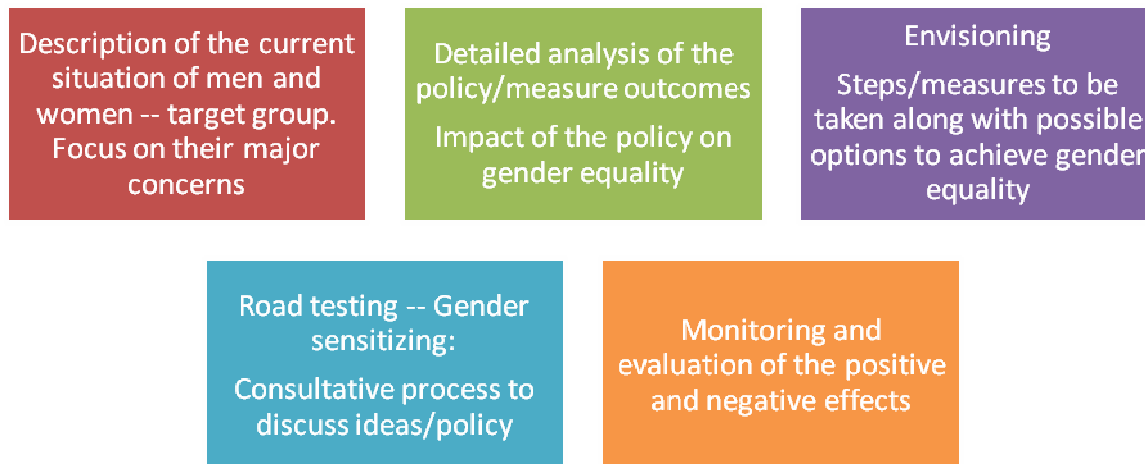 Description of the current
situation of men and
women -- target group.
Focus on their major
concerns
Detailed analysis of the
policy/measure outcomes
Impact of the policy on
gender equality
Envisioning
Steps/measures to be
taken along with possible
options to achieve gender
equality
Road testing -- Gender
sensitizing:
Consultative process to
discuss ideas/policy
Monitoring and
evaluation of the positive
and negative effects